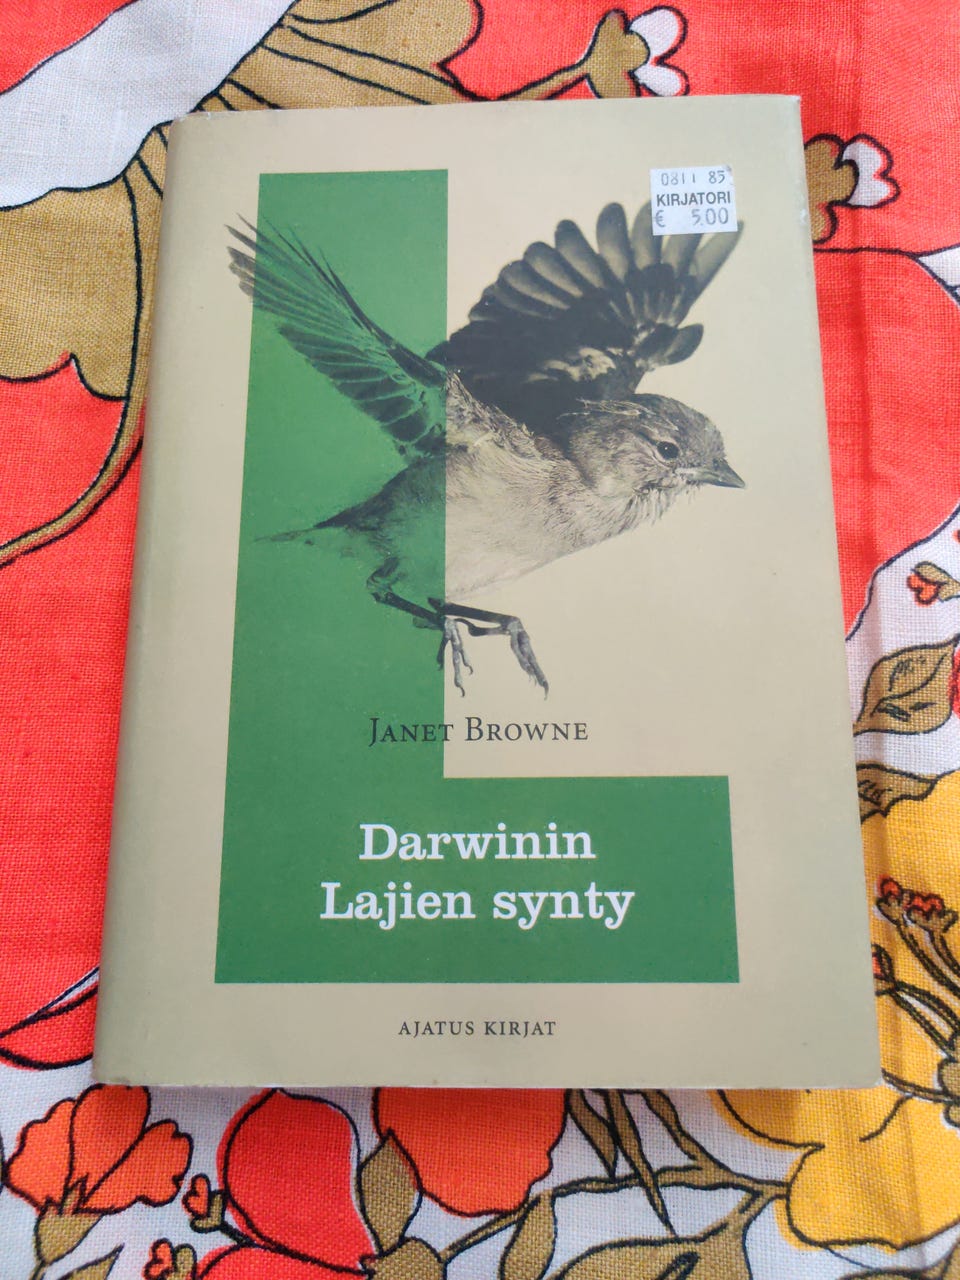 0811 85
KIRJATORI
€ 5.00
JANET BROWNE
Darwinin
Lajien synty
AJATUS KIRJAT